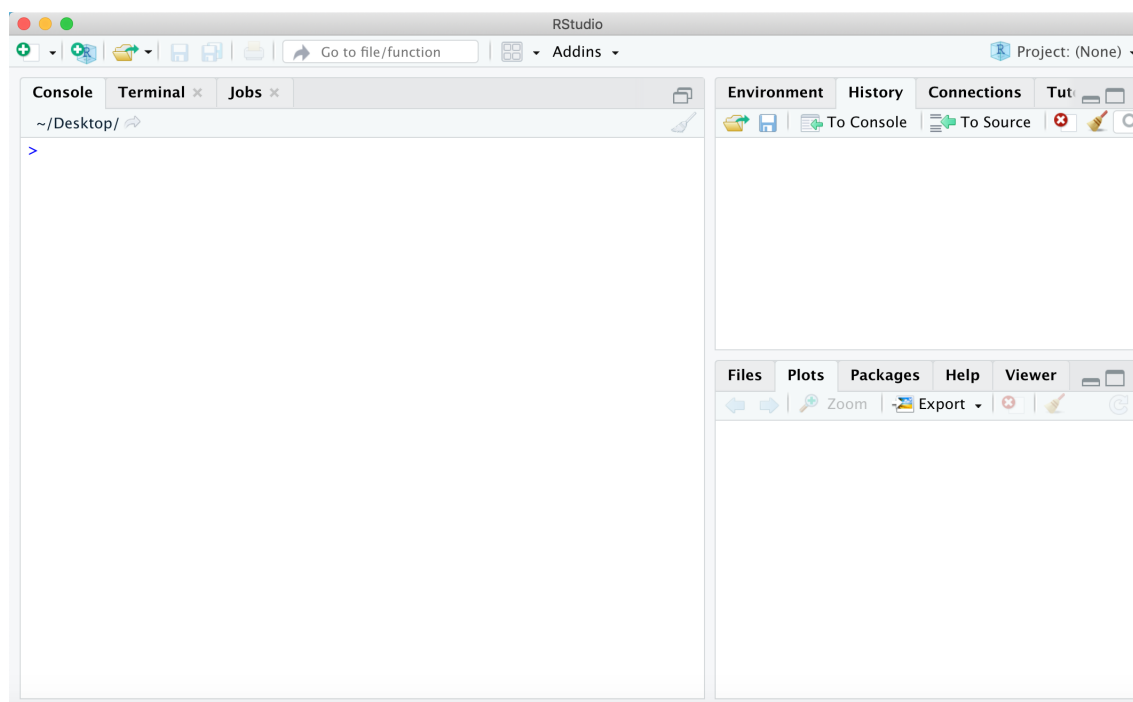 RStudio
Go to file/function Addins Project: (None)
Console Terminal Jobs
~/Desktop/
>
Environment History Connections
To Console To Source
Files Plots Packages Help Viewer
Zoom Export